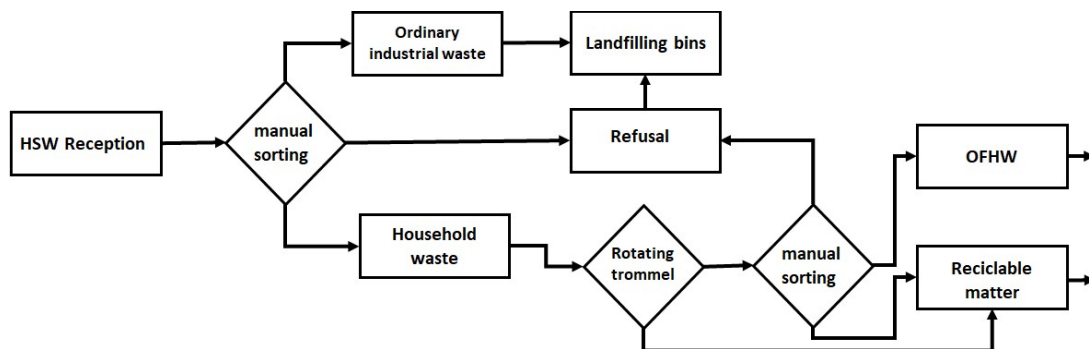 Ordinary
industrial waste
Landfilling bins
HSW Reception
manual
sorting
Refusal
OFHW
Household
waste
Rotating
trommel
manual
sorting
Reciclable
matter